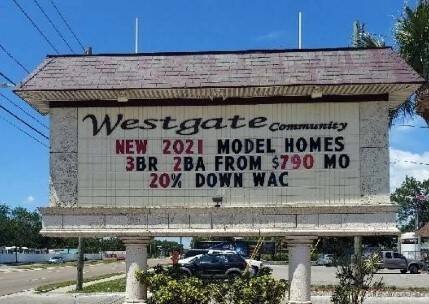 Westgate Community
NEW 2021 MODEL HOMES
3BR 2BA FROM $790 MO
20% DOWN WAC